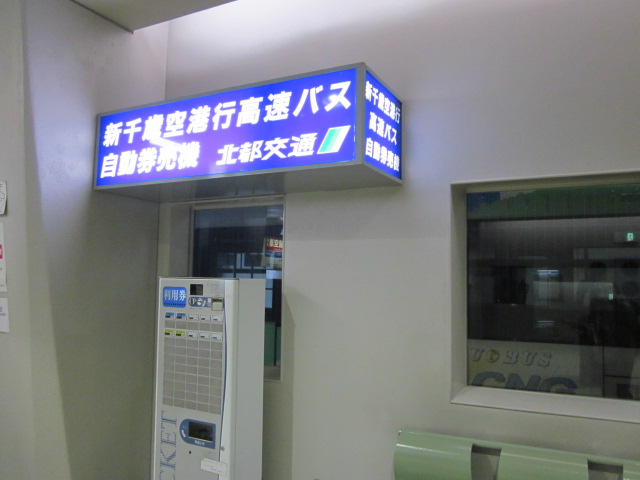 新千歳空港行高速バス
自動券売機 北都交通
新千歳空港行
高速バス
自動券売機
利用券
TICKET
BUS
CNG